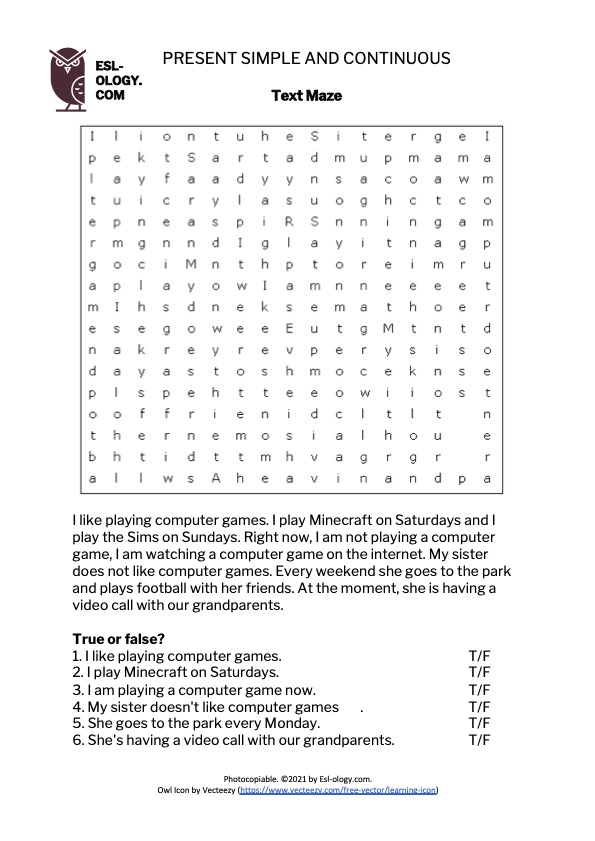 ESL-
OLOGY.
COM
PRESENT SIMPLE AND CONTINUOUS
Text Maze
I l i o n t u h e S i t e r g e I
p e k t S a r t a d m u p m a m a
l a y f a a d y y n s a c o a w m
t u i c r y l a s u o g h c t c o
e p n e a s p i R S n n i n g a m
r m g n n d I g l a y i t n a g p
g o c i M n t h p t o r e i m r u
a p l a y o w I a m n n e e e e t
m I h s d n e k s e m a t h o e r
e s e g o w e e E u t g M t n t d
n a k r e y r e v p e r y s i s o
d a y a s t o s h m o c e k n s e
p l s p e h t t e e o w i i o s t
o o f f r i e n i d c l t l t n
t h e r n e m o s i a l h o u e
b h t i d t t m h v a g r g r r
a l l w s A h e a v i n a n d p a
I like playing computer games. I play Minecraft on Saturdays and I
play the Sims on Sundays. Right now, I am not playing a computer
game, I am watching a computer game on the internet. My sister
does not like computer games. Every weekend she goes to the park
and plays football with her friends. At the moment, she is having a
video call with our grandparents.
True or false?
1. I like playing computer games. T/F
2. I play Minecraft on Saturdays. T/F
3. I am playing a computer game now. T/F
4. My sister doesn't like computer games . T/F
5. She goes to the park every Monday. T/F
6. She's having a video call with our grandparents. T/F
Photocopiable. ©2021 by Esl-ology.com.
Owl Icon by Vecteezy (https://www.vecteezy.com/free-vector/learning-icon)